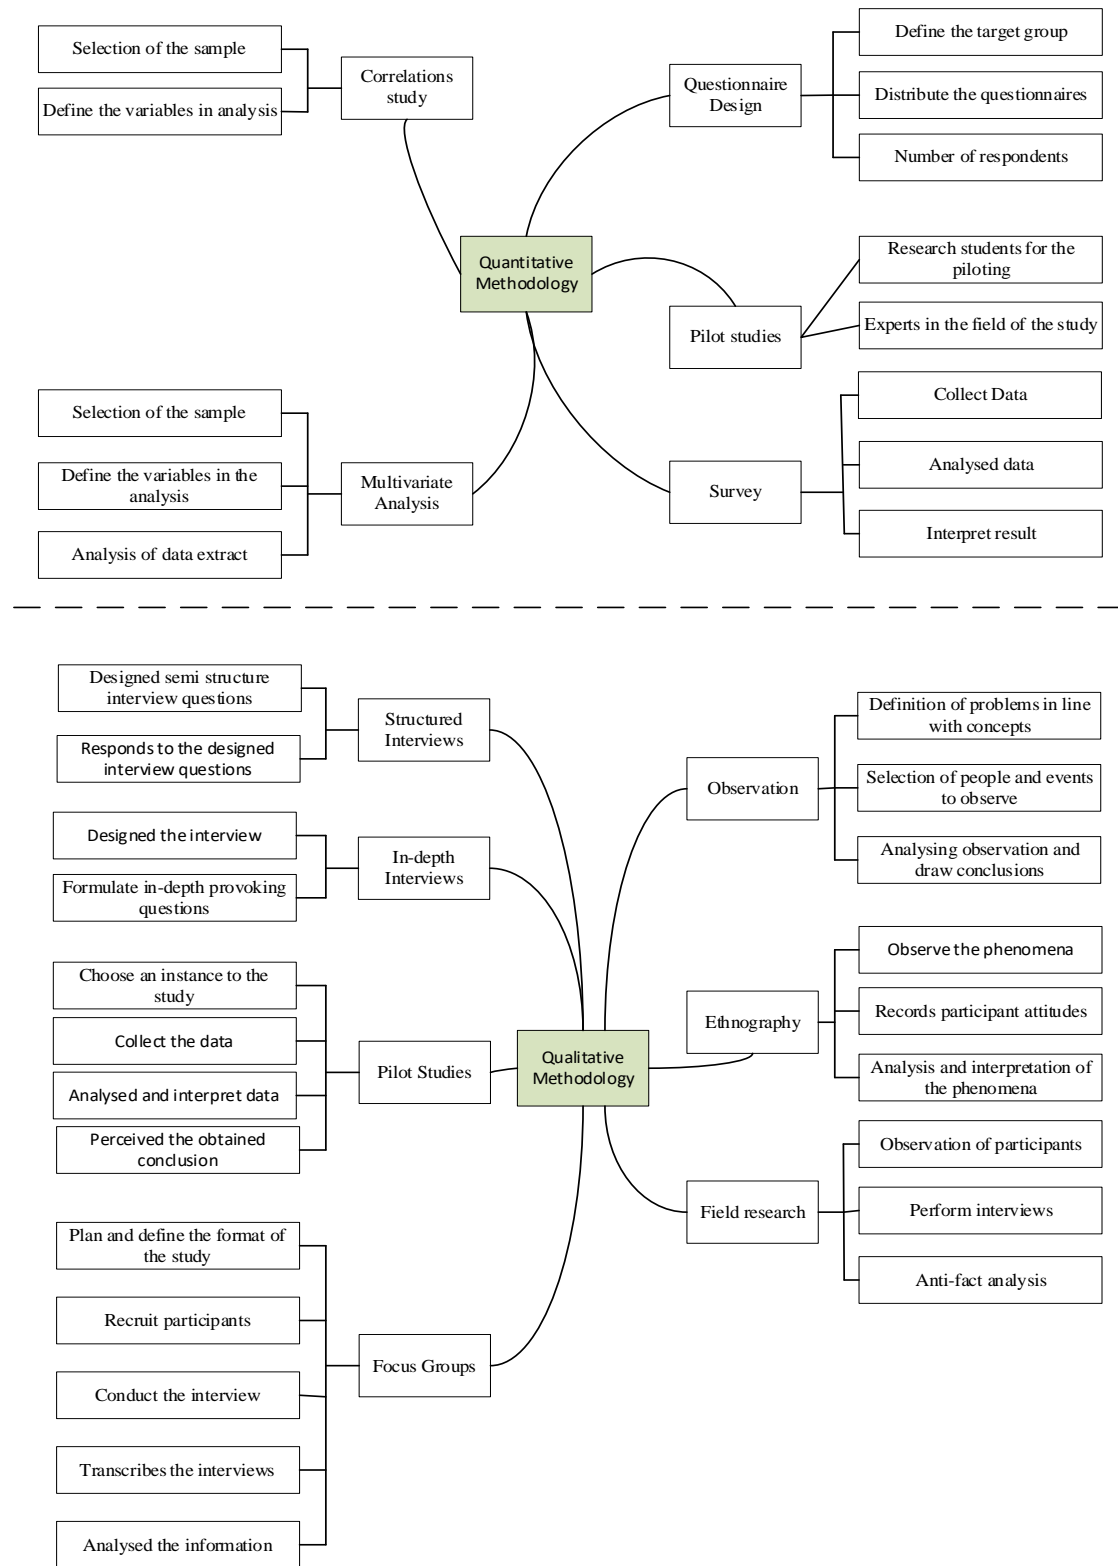 Selection of the sample
Define the variables in analysis
Correlations
study
Questionnaire
Design
Define the target group
Distribute the questionnaires
Number of respondents
Quantitative
Methodology
Pilot studies
Research students for the
piloting
Experts in the field of the study
Selection of the sample
Define the variables in the
analysis
Analysis of data extract
Multivariate
Analysis
Survey
Collect Data
Analysed data
Interpret result
Designed semi structure
interview questions
Responds to the designed
interview questions
Structured
Interviews
Designed the interview
Formulate in-depth provoking
questions
In-depth
Interviews
Choose an instance to the
study
Collect the data
Analysed and interpret data
Perceived the obtained
conclusion
Pilot Studies
Plan and define the format of
the study
Recruit participants
Conduct the interview
Transcribes the interviews
Analysed the information
Focus Groups
Qualitative
Methodology
Observation
Definition of problems in line
with concepts
Selection of people and events
to observe
Analysing observation and
draw conclusions
Ethnography
Observe the phenomena
Records participant attitudes
Analysis and interpretation of
the phenomena
Field research
Observation of participants
Perform interviews
Anti-fact analysis